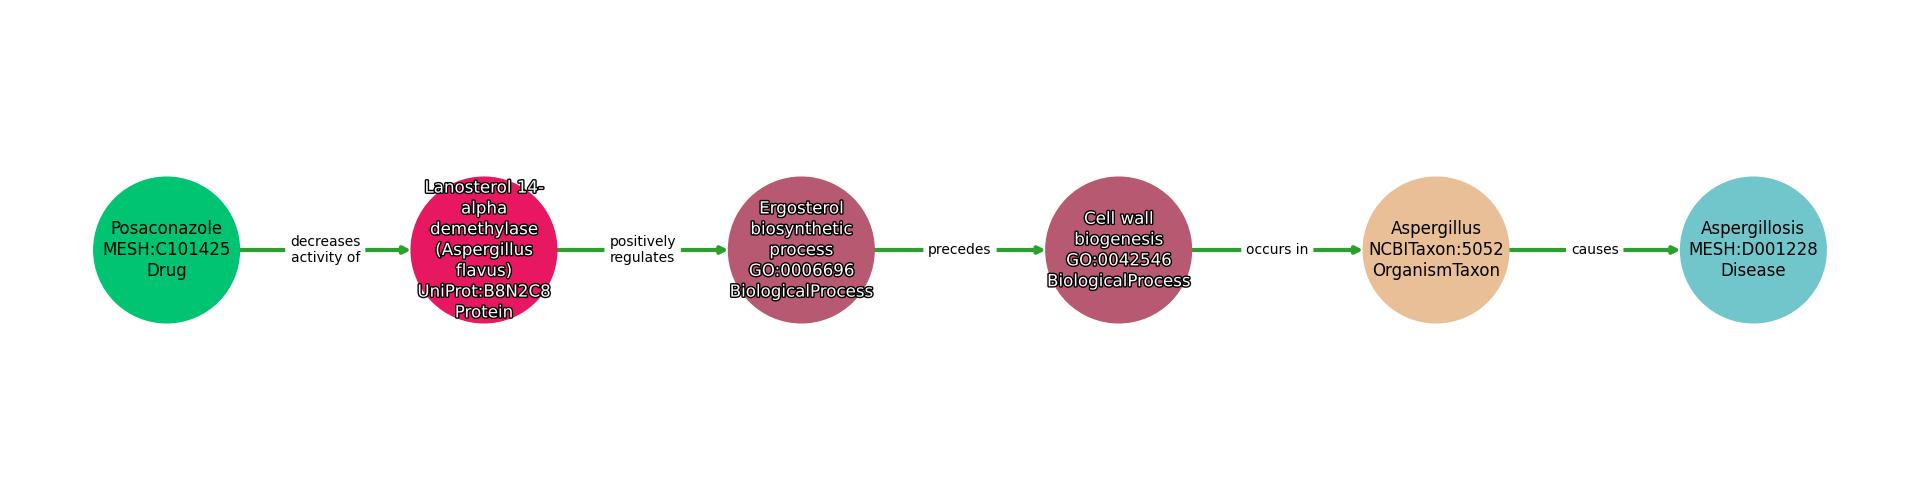 Posaconazole
MESH:C101425
Drug
decreases
activity of
Lanosterol 14-
alpha
demethylase
(Aspergillus
flavus)
UniProt:B8N2C8
Protein
positively
regulates
Ergosterol
biosynthetic
process
GO:0006696
BiologicalProcess
precedes
Cell wall
biogenesis
GO:0042546
BiologicalProcess
occurs in
Aspergillus
NCBITaxon:5052
OrganismTaxon
causes
Aspergillosis
MESH:D001228
Disease